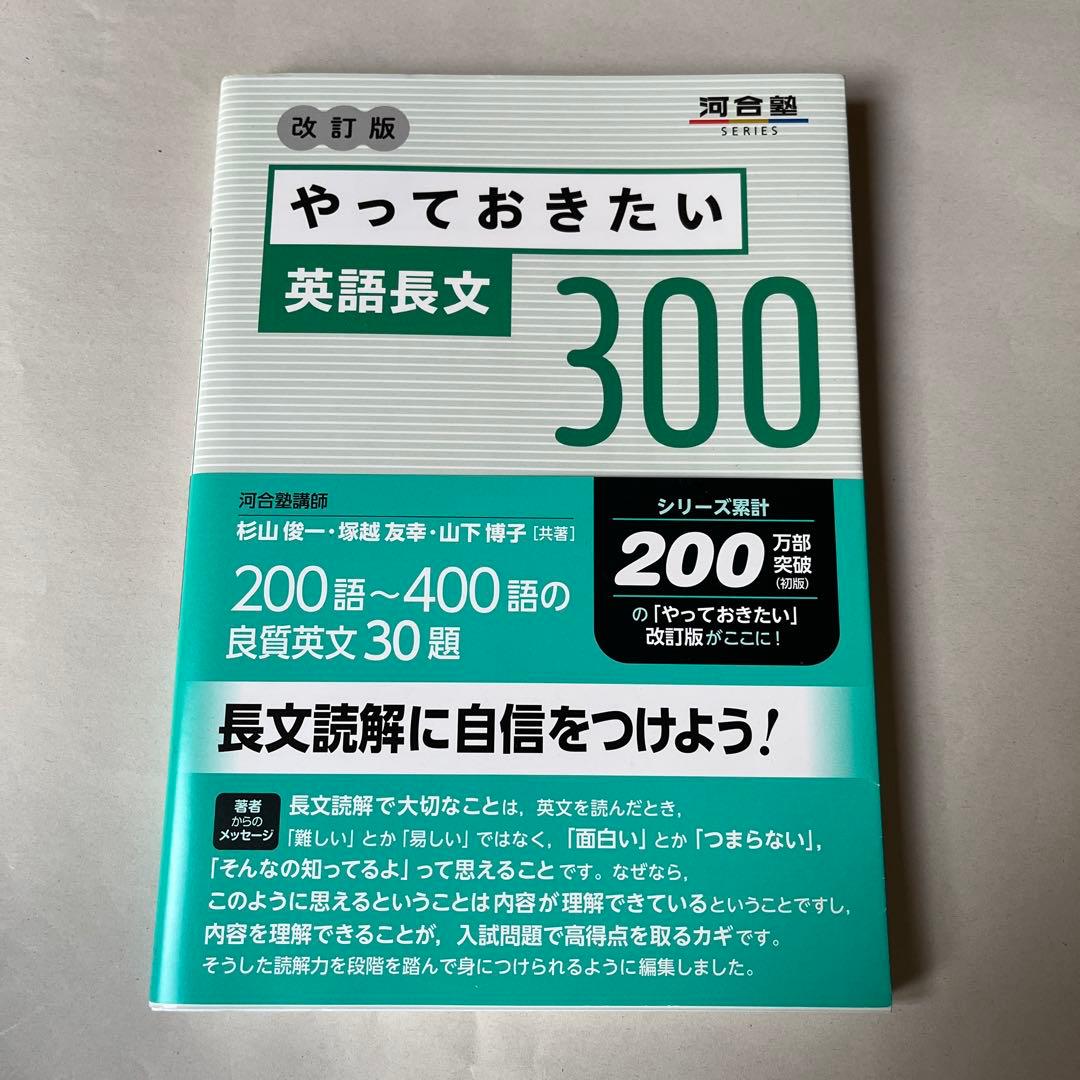 改訂版
河合塾
SERIES
やっておきたい
英語長文
300
河合塾講師
杉山 俊一・塚越 友幸・山下 博子[共著]
200語～400語の
良質英文30題
シリーズ累計
200万部突破(初版)
の「やっておきたい」
改訂版がここに！
長文読解に自信をつけよう！
著者からのメッセージ
長文読解で大切なことは，英文を読んだとき，
「難しい」とか「易しい」ではなく，「面白い」とか「つまらない」，
「そんなの知ってるよ」って思えることです。なぜなら，
このように思えるということは内容が理解できているということですし，
内容を理解できることが，入試問題で高得点を取るカギです。
そうした読解力を段階を踏んで身につけられるように編集しました。